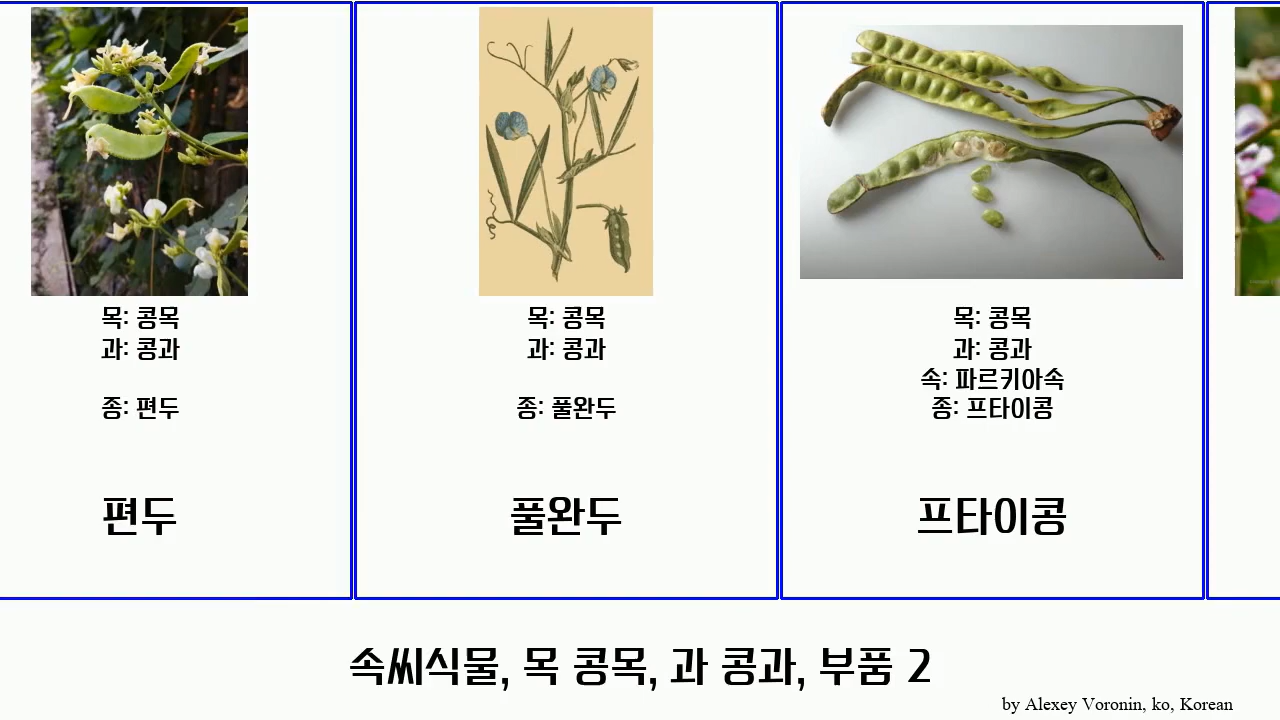 목: 콩목
과: 콩과
종: 편두
편두
목: 콩목
과: 콩과
종: 풀완두
풀완두
목: 콩목
과: 콩과
속: 파르키아속
종: 프타이콩
프타이콩
속씨식물, 목 콩목, 과 콩과, 부품 2
by Alexey Voronin, ko, Korean